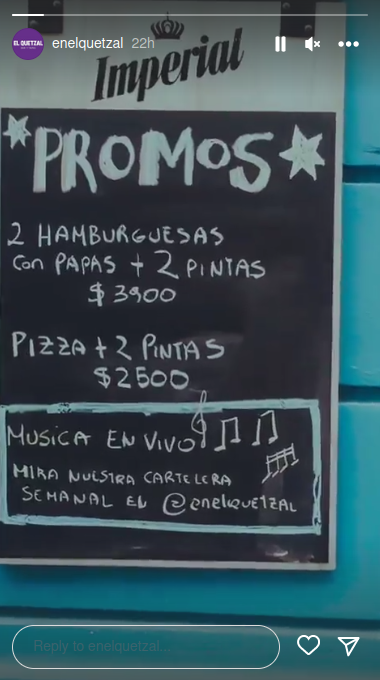 EL QUETZAL
enelquetzal 22h
Imperial
PROMOS
2 HAMBURGUESAS
Con PAPAS + 2 PINTAS
$3900
PIZZA + 2 PINTAS
$2500
MUSICA EN VIVO
MIRA NUESTRA CARTELERA
SEMANAL EN @enelquETZAL
Reply to enelquetzal...